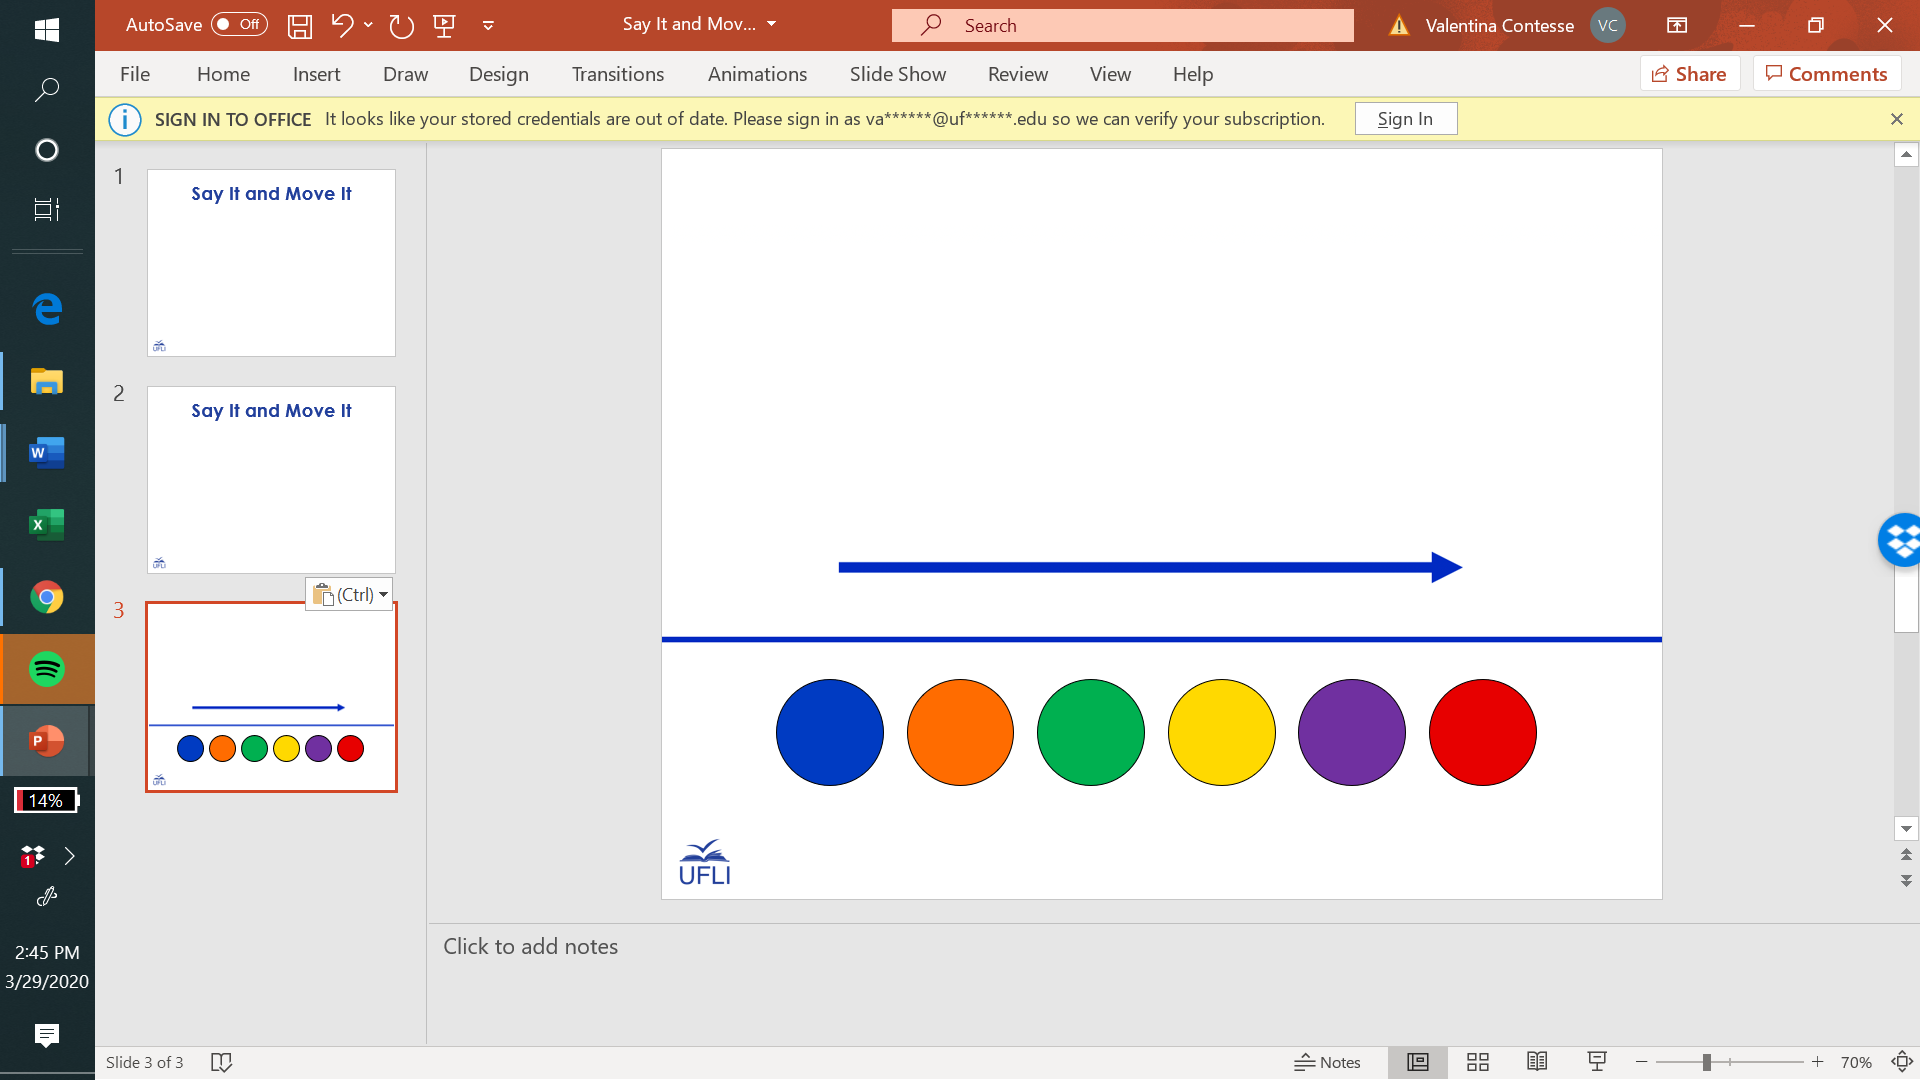 AutoSave Off
Say It and Mov...
Search
Valentina Contesse VC
File Home Insert Draw Design Transitions Animations Slide Show Review View Help Share Comments
SIGN IN TO OFFICE It looks like your stored credentials are out of date. Please sign in as va******@uf******.edu so we can verify your subscription. Sign In
1
Say It and Move It
UFLI
2
Say It and Move It
UFLI
(Ctrl)
3
UFLI
UFLI
Click to add notes
W
X
P
14%
1
2:45 PM
3/29/2020
Slide 3 of 3
Notes
70%